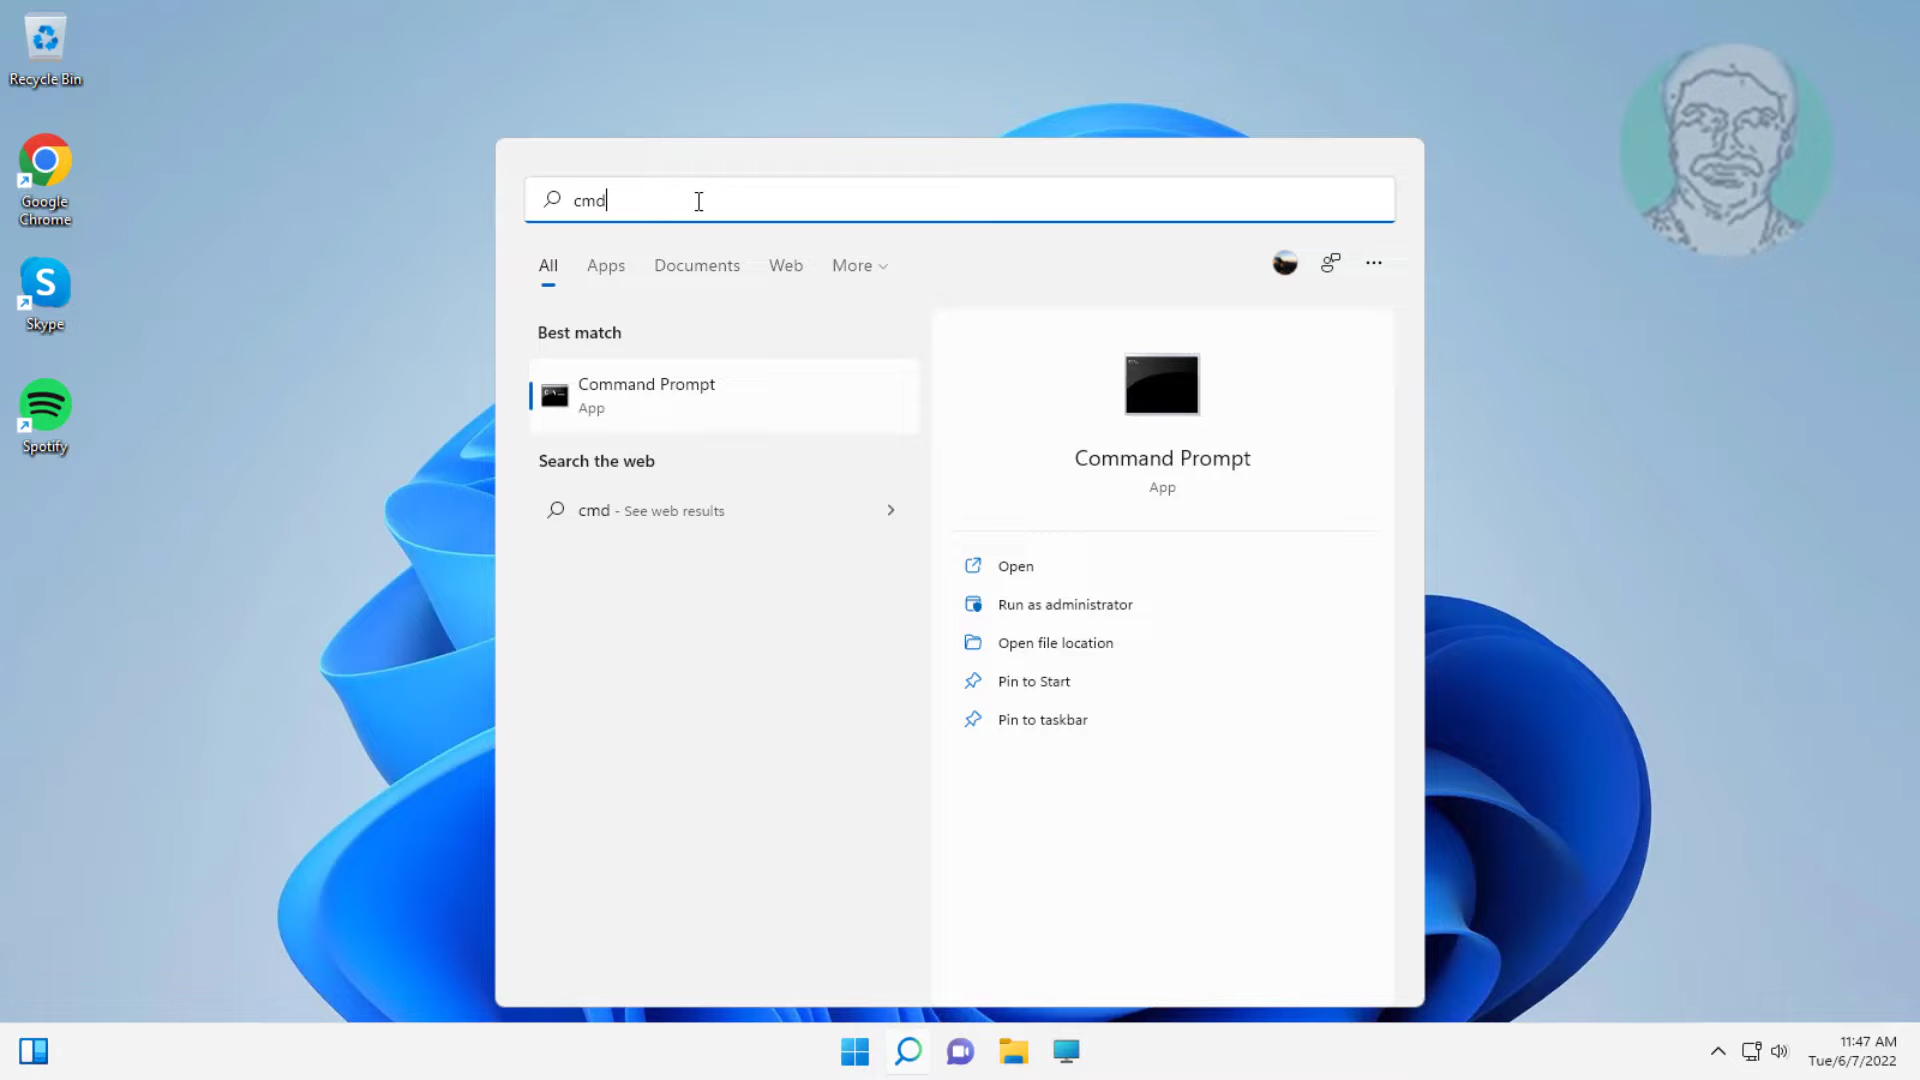 Recycle Bin
Google
Chrome
Skype
Spotify
cmd
All Apps Documents Web More
Best match
Command Prompt
App
Search the web
cmd - See web results
Command Prompt
App
Open
Run as administrator
Open file location
Pin to Start
Pin to taskbar
11:47 AM
Tue/6/7/2022